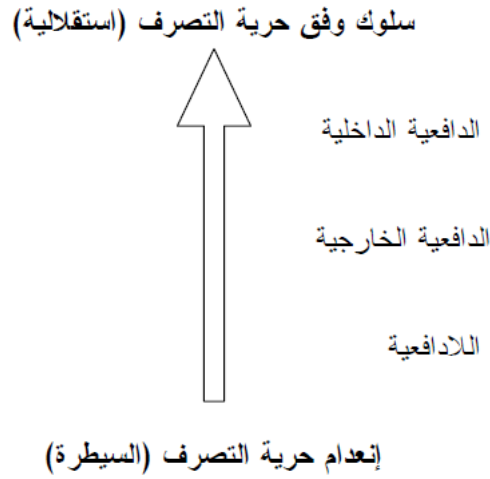 سلوك وفق حرية التصرف (استقلالية)
الدافعية الداخلية
الدافعية الخارجية
اللادافعية
إنعدام حرية التصرف (السيطرة)